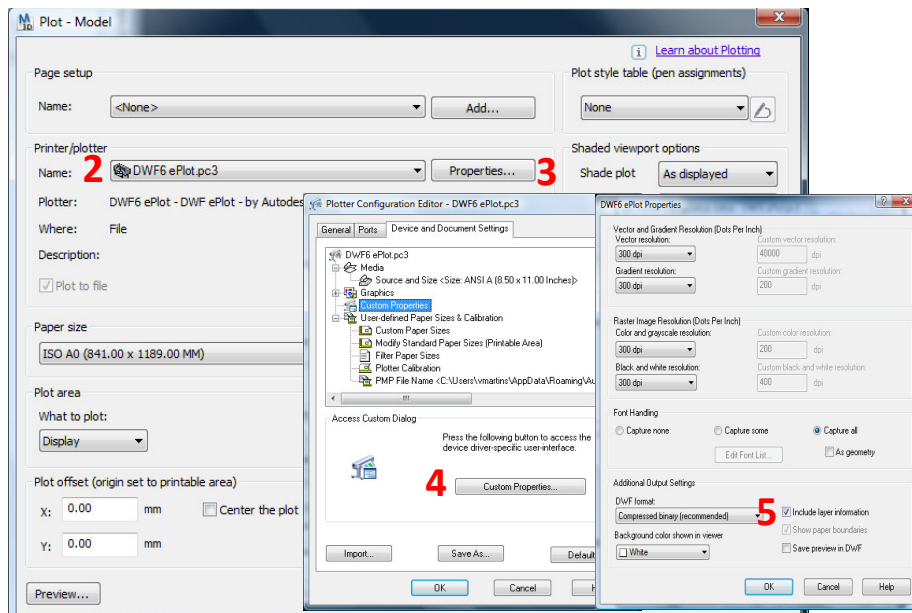 Plot - Model
Learn about Plotting
Page setup
Name: <None> Add...
Plot style table (pen assignments)
None
Printer/plotter
Name: 2 DWF6 ePlot.pc3 Properties... 3
Plotter: DWF6 ePlot - DWF ePlot - by Autodes
Where: File
Description:
Plot to file
Shaded viewport options
Shade plot As displayed
Paper size
ISO A0 (841.00 x 1189.00 MM)
Plot area
What to plot:
Display
Plot offset (origin set to printable area)
X: 0.00 mm Center the plot
Y: 0.00 mm
Preview...
Plotter Configuration Editor - DWF6 ePlot.pc3
General Ports Device and Document Settings
DWF6 ePlot.pc3
Media
Source and Size <Size: ANSI A (8.50 x 11.00 Inches)>
Graphics
Custom Properties
User-defined Paper Sizes & Calibration
Custom Paper Sizes
Modify Standard Paper Sizes (Printable Area)
Filter Paper Sizes
Plotter Calibration
PMP File Name <C:\Users\vmartins\AppData\Roaming\Au
Access Custom Dialog
Press the following button to access the
device driver-specific user-interface.
4 Custom Properties...
Import... Save As... Default
OK Cancel H
DWF6 ePlot Properties
Vector and Gradient Resolution (Dots Per Inch)
Vector resolution: Custom vector resolution:
300 dpi 40000 dpi
Gradient resolution: Custom gradient resolution:
300 dpi 200 dpi
Raster Image Resolution (Dots Per Inch)
Color and grayscale resolution: Custom color resolution:
300 dpi 200 dpi
Black and white resolution: Custom black and white resolution:
300 dpi 400 dpi
Font Handling
Capture none Capture some Capture all
Edit Font List... As geometry
Additional Output Settings
DWF format:
Compressed binary (recommended) 5 Include layer information
Show paper boundaries
Background color shown in viewer Save preview in DWF
White
OK Cancel Help